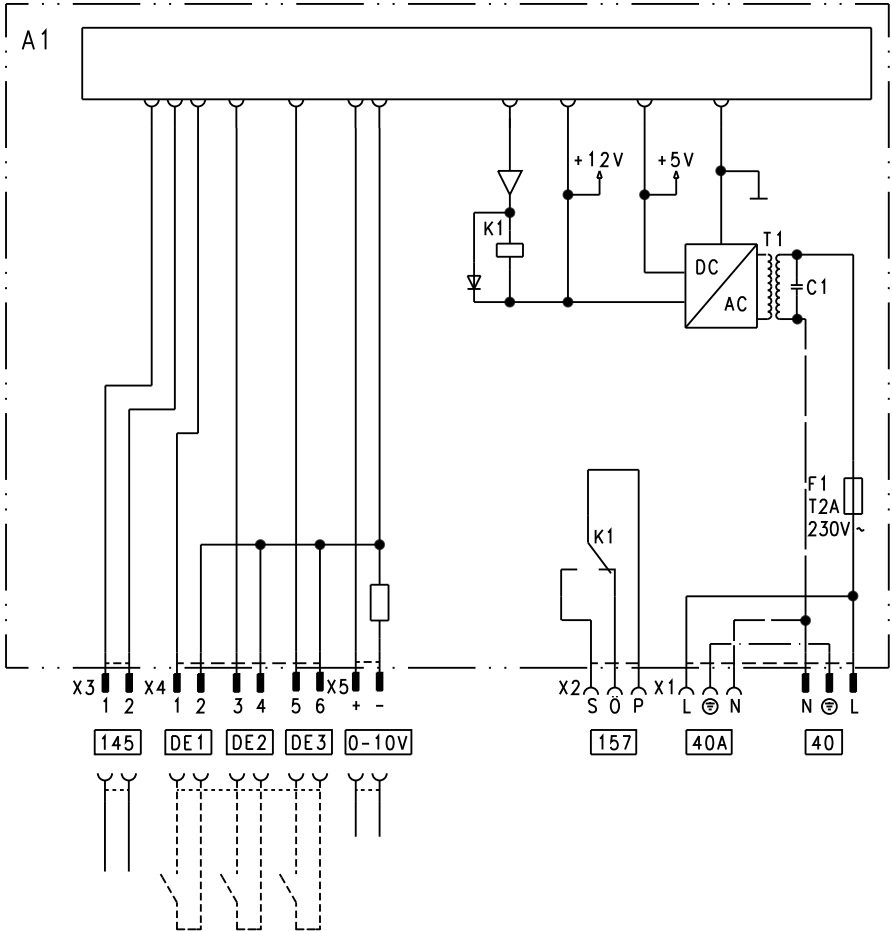 A1
+12V +5V
K1
T1
DC
AC
C1
F1
T2A
230V ~
K1
X3 X4 X5 X2 X1
1 2 1 2 3 4 5 6 + - S Ö P L N N L
145 DE1 DE2 DE3 0-10V 157 40A 40